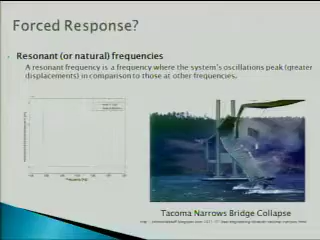 Forced Response?
Resonant (or natural) frequencies
A resonant frequency is a frequency where the system's oscillations peak (greater
displacements) in comparison to those at other frequencies.
Tacoma Narrows Bridge Collapse